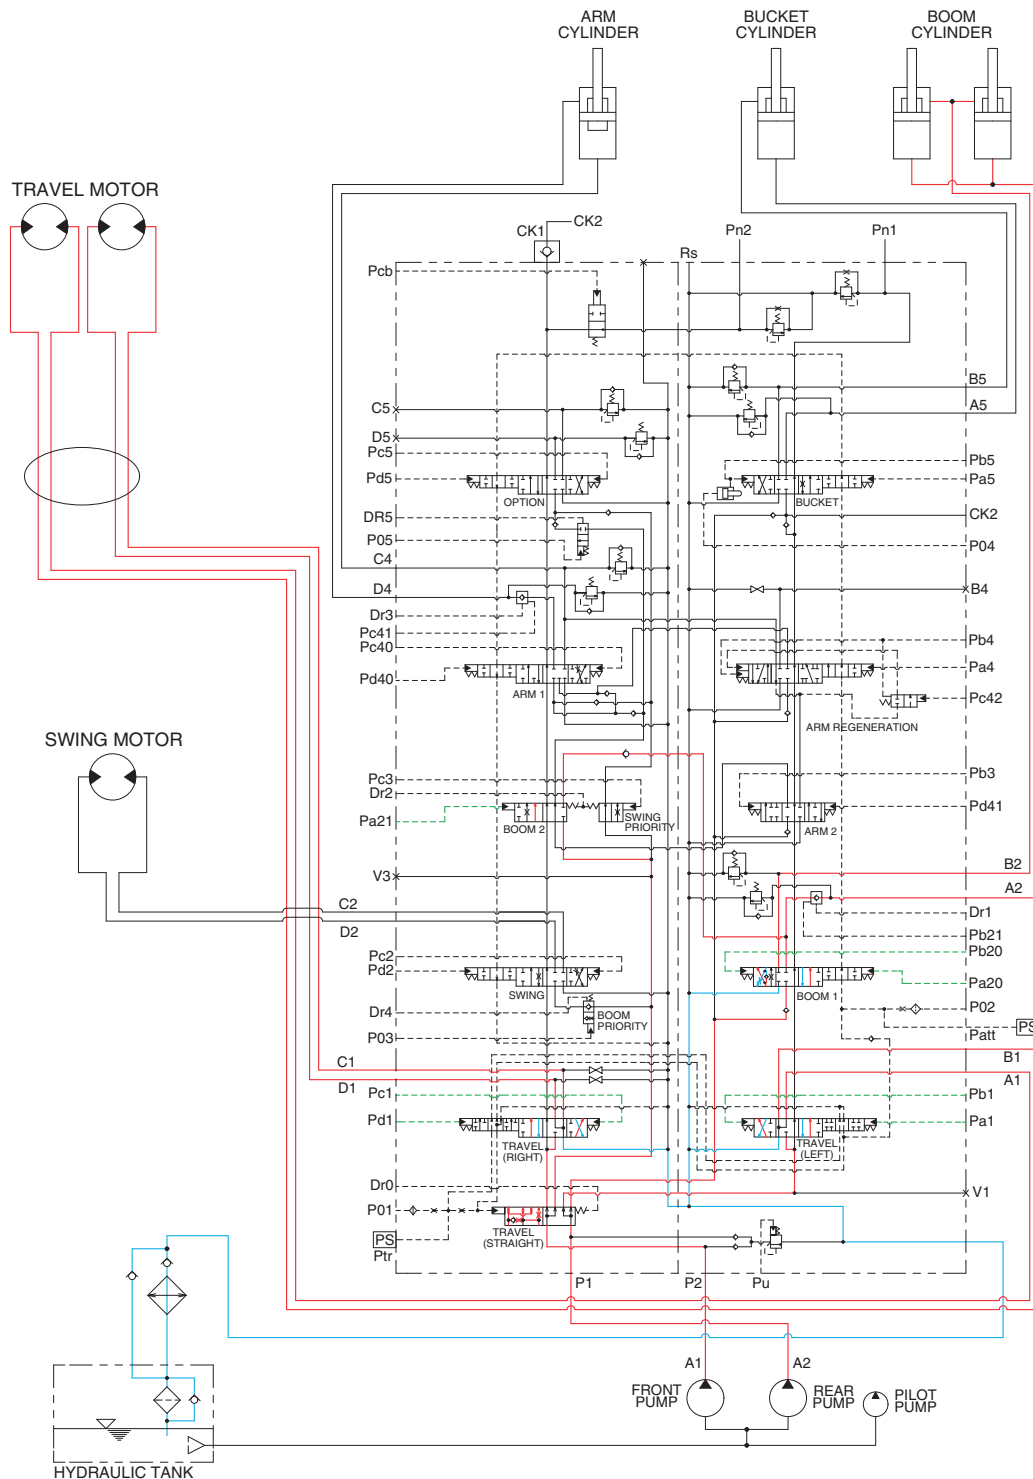 ARM
CYLINDER
BUCKET
CYLINDER
BOOM
CYLINDER
TRAVEL MOTOR
CK1
CK2
Pn2
Pn1
Rs
Pcb
C5
D5
Pc5
Pd5
OPTION
DR5
P05
C4
D4
Dr3
Pc41
Pc40
Pd40
ARM 1
B5
A5
Pb5
Pa5
BUCKET
CK2
P04
B4
Pb4
Pa4
Pc42
ARM REGENERATION
SWING MOTOR
Pc3
Dr2
Pa21
BOOM 2
SWING
PRIORITY
V3
C2
D2
Pc2
Pd2
SWING
Dr4
BOOM
PRIORITY
P03
Pb3
Pd41
ARM 2
B2
A2
Dr1
Pb21
Pb20
Pa20
BOOM 1
P02
PS
Patt
C1
D1
Pc1
Pd1
TRAVEL
(RIGHT)
B1
A1
Pb1
Pa1
TRAVEL
(LEFT)
Dr0
P01
PS
Ptr
TRAVEL
(STRAIGHT)
V1
P1
P2
Pu
A1
A2
FRONT
PUMP
REAR
PUMP
PILOT
PUMP
HYDRAULIC TANK